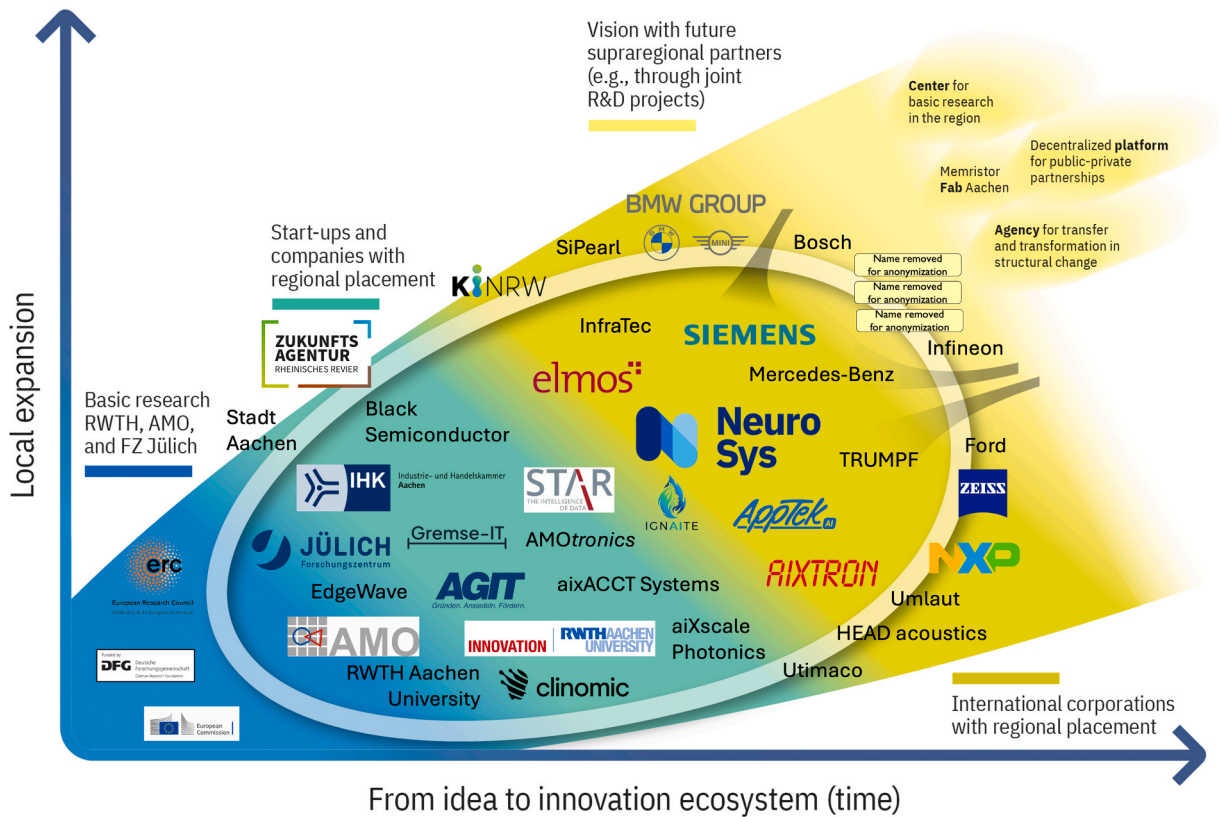 Vision with future
supraregional partners
(e.g., through joint
R&D projects)
Center for
basic research
in the region
Decentralized platform
for public-private
partnerships
Memristor
Fab Aachen
Agency for transfer
and transformation in
structural change
BMW GROUP
BMW
MINI
SiPearl
Bosch
Name removed
for anonymization
Name removed
for anonymization
Name removed
for anonymization
Start-ups and
companies with
regional placement
KiNRW
InfraTec
SIEMENS
Infineon
ZUKUNFTS
AGENTUR
RHEINISCHES REVIER
elmos
Mercedes-Benz
Basic research
RWTH, AMO,
and FZ Jülich
Stadt
Aachen
Black
Semiconductor
Neuro
Sys
TRUMPF
Ford
IHK
Industrie- und Handelskammer
Aachen
STAR
THE INTELLIGENCE
OF DATA
IGNAITE
AppTek
AI
ZEISS
JÜLICH
Forschungszentrum
Gremse-IT
AMOtronics
erc
European Research Council
EdgeWave
AGIT
Gründen. Ansiedeln. Fördern.
aixACCT Systems
AIXTRON
NXP
Umlaut
AMO
INNOVATION
RWTHAACHEN
UNIVERSITY
aiXscale
Photonics
HEAD acoustics
Funded by
DFG
Deutsche
Forschungsgemeinschaft
German Research Foundation
RWTH Aachen
University
clinomic
Utimaco
European
Commission
International corporations
with regional placement
Local expansion
From idea to innovation ecosystem (time)